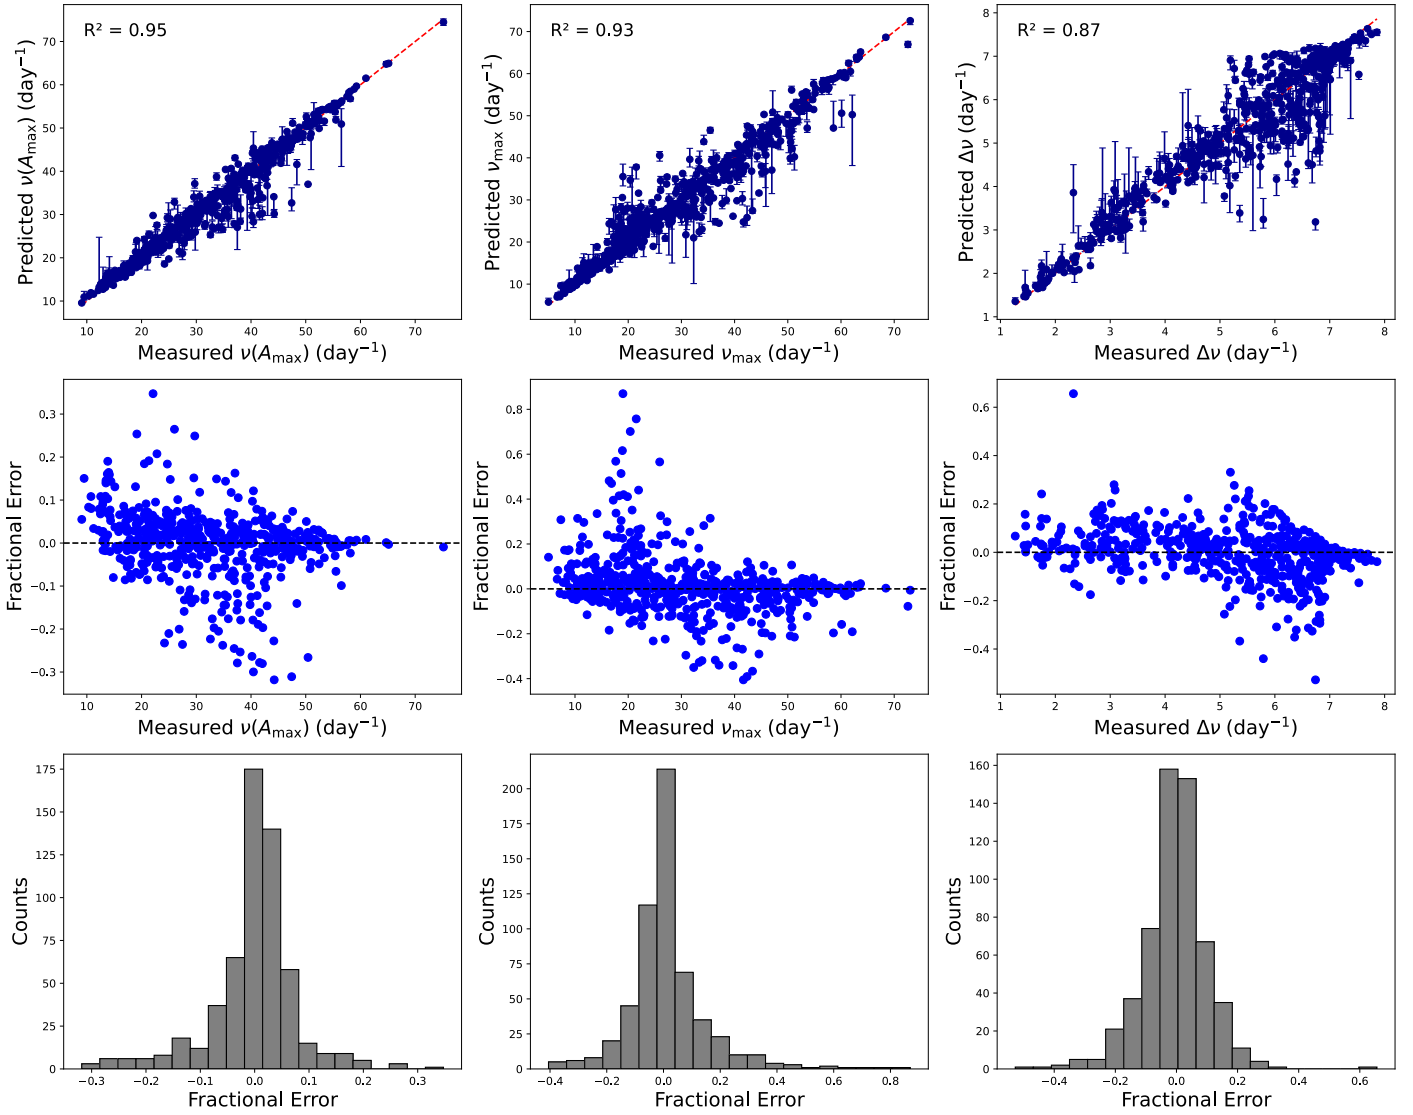 R² = 0.95
Predicted ν(A_max) (day⁻¹)
10
20
30
40
50
60
70
10 20 30 40 50 60 70
Measured ν(A_max) (day⁻¹)
R² = 0.93
Predicted ν_max (day⁻¹)
10
20
30
40
50
60
70
10 20 30 40 50 60 70
Measured ν_max (day⁻¹)
R² = 0.87
Predicted Δν (day⁻¹)
1
2
3
4
5
6
7
8
1 2 3 4 5 6 7 8
Measured Δν (day⁻¹)
Fractional Error
0.3
0.2
0.1
0.0
−0.1
−0.2
−0.3
10 20 30 40 50 60 70
Measured ν(A_max) (day⁻¹)
Fractional Error
0.8
0.6
0.4
0.2
0.0
−0.2
−0.4
10 20 30 40 50 60 70
Measured ν_max (day⁻¹)
Fractional Error
0.6
0.4
0.2
0.0
−0.2
−0.4
1 2 3 4 5 6 7 8
Measured Δν (day⁻¹)
Counts
175
150
125
100
75
50
25
0
−0.3 −0.2 −0.1 0.0 0.1 0.2 0.3
Fractional Error
Counts
200
175
150
125
100
75
50
25
0
−0.4 −0.2 0.0 0.2 0.4 0.6 0.8
Fractional Error
Counts
160
140
120
100
80
60
40
20
0
−0.4 −0.2 0.0 0.2 0.4 0.6
Fractional Error